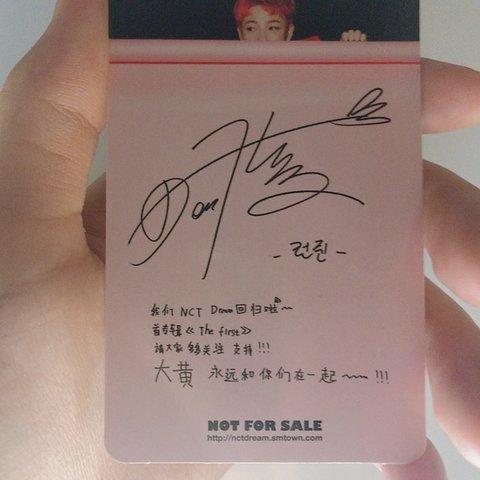 - 런쥔 -
我们 NCT Dream 回归啦~~
首专辑 《The first》
请大家 多多关注 支持!!!
大黄 永远和你们在一起~~!!!
NOT FOR SALE
http://nctdream.smtown.com